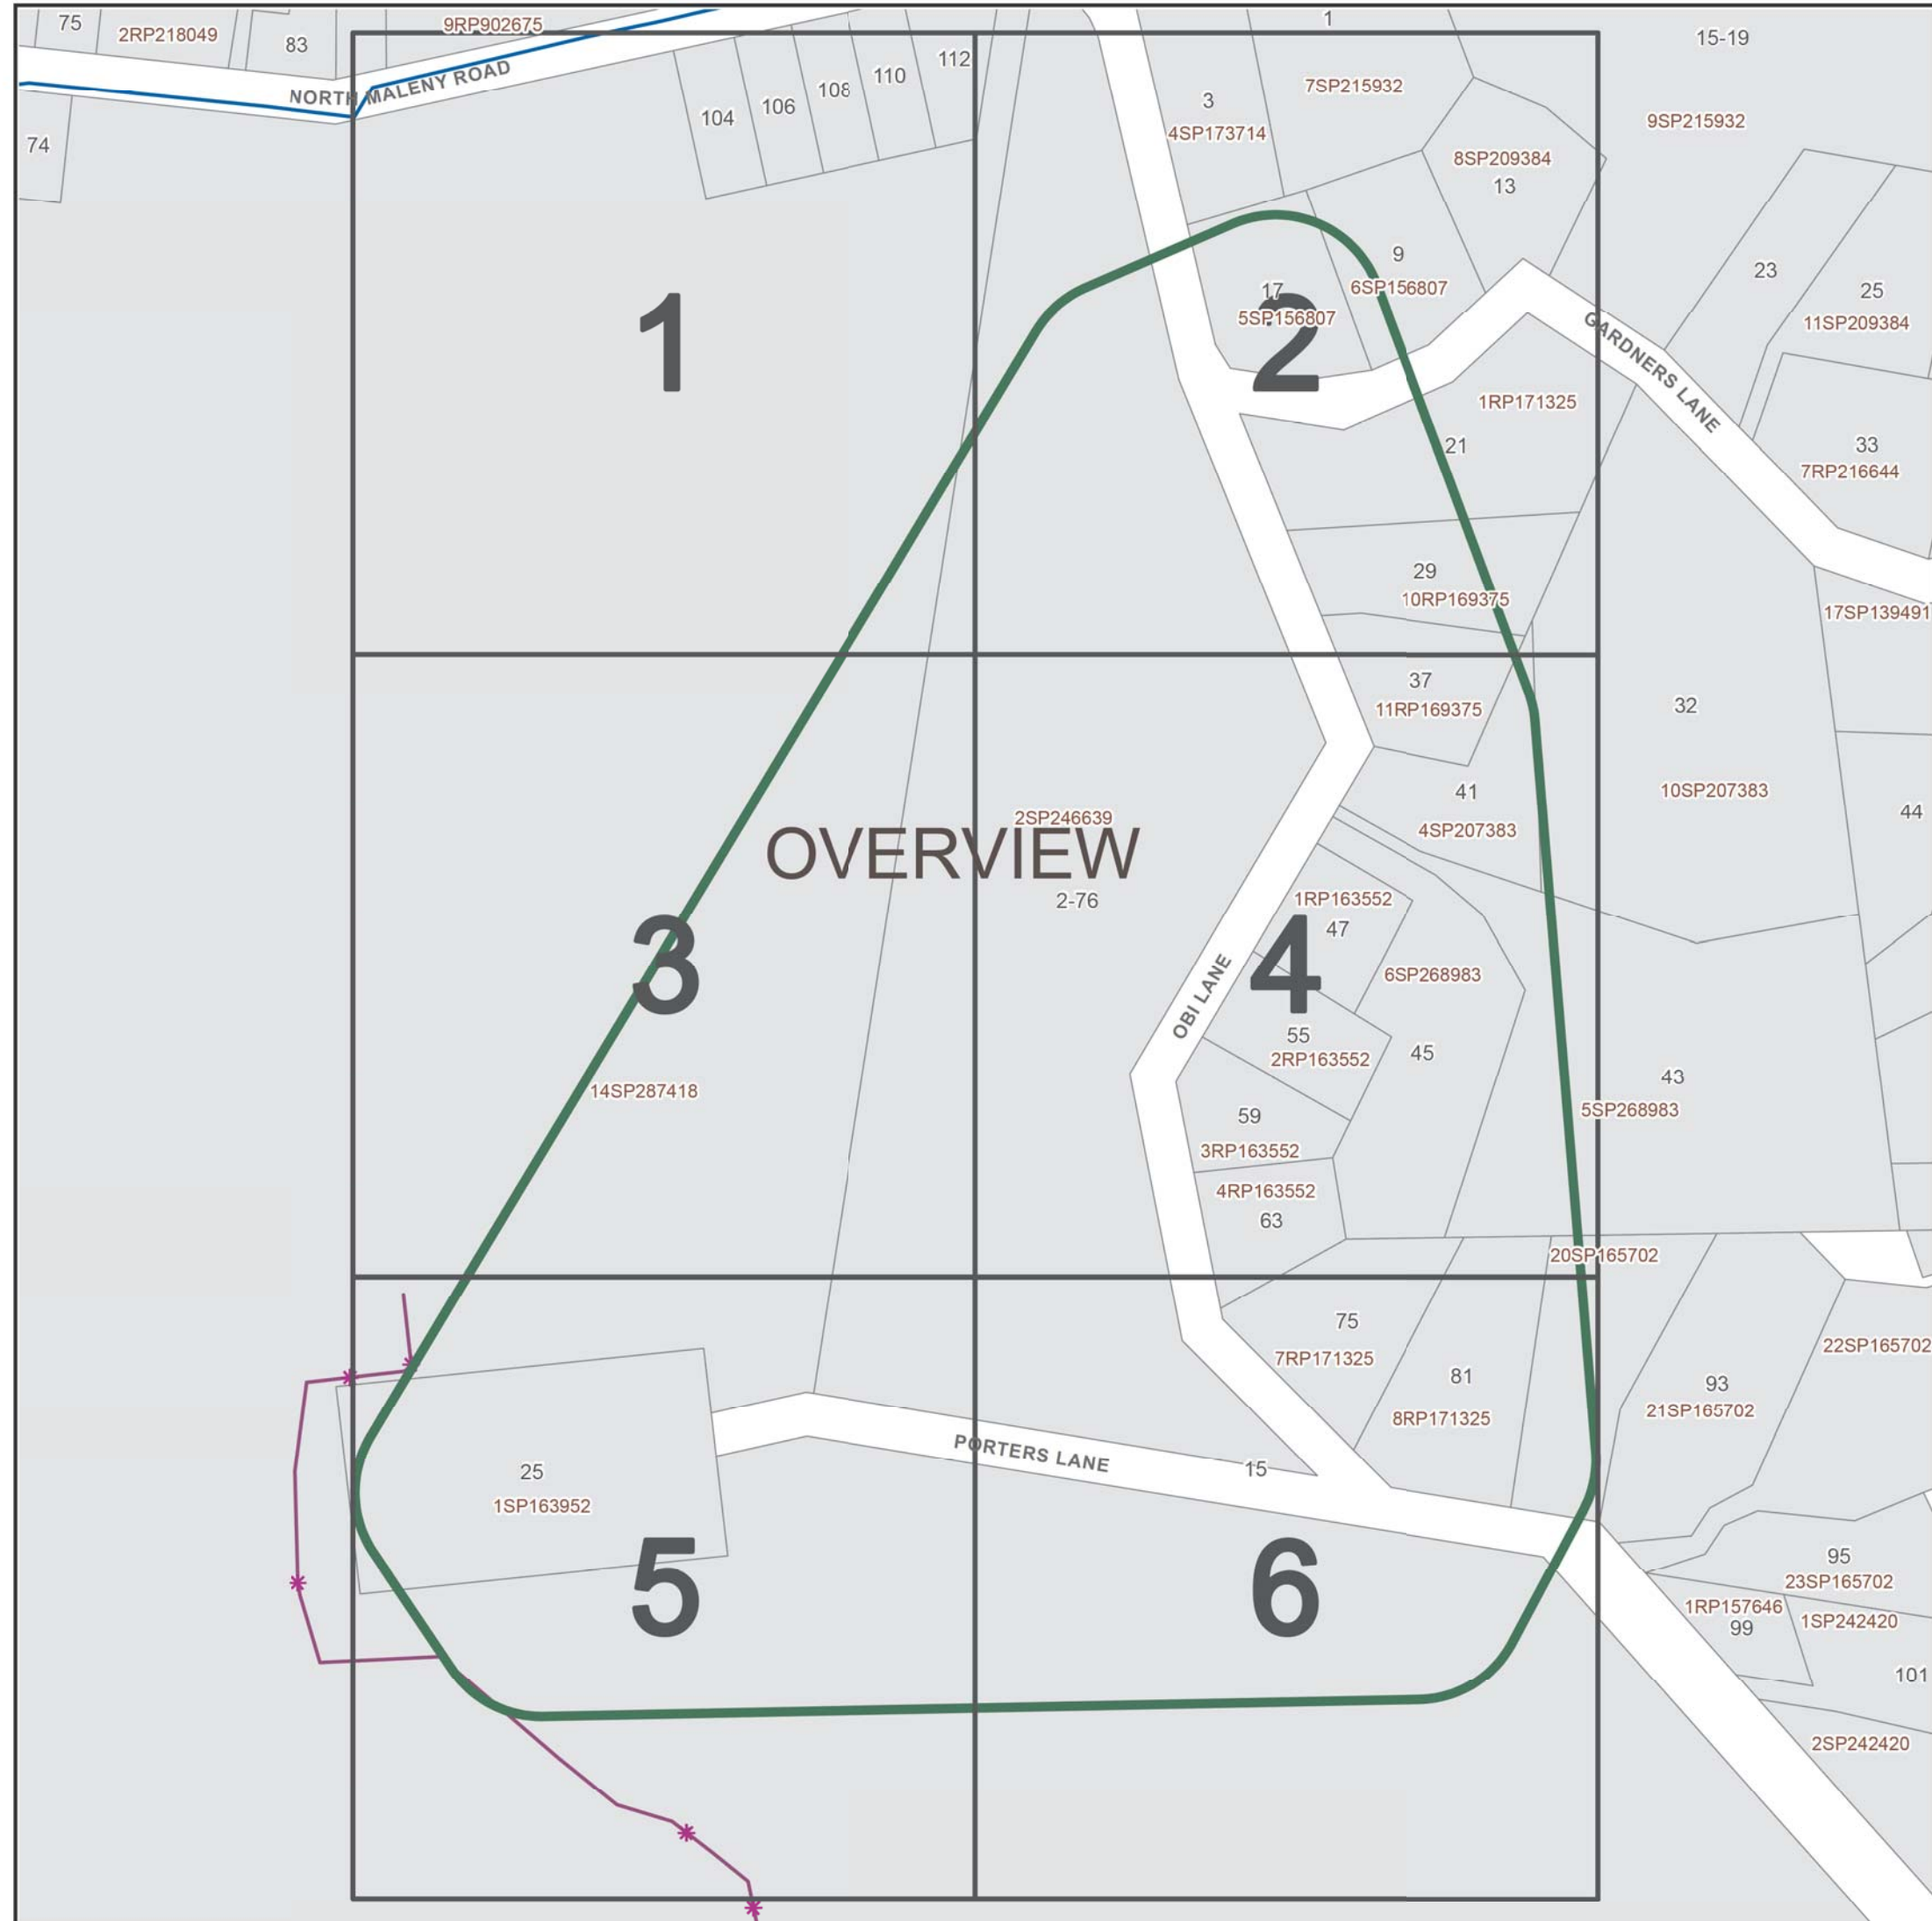 75
2RP218049
83
9RP902675
NORTH MALENY ROAD
74
104
106
108
110
112
1
15-19
7SP215932
3
4SP173714
9SP215932
8SP209384
13
9
6SP156807
17
5SP156807
23
25
11SP209384
GARDNERS LANE
1
2
1RP171325
21
33
7RP216644
29
10RP169375
17SP139491
37
11RP169375
32
10SP207383
41
4SP207383
44
2SP246639
OVERVIEW
2-76
1RP163552
47
3
4
6SP268983
OBI LANE
55
2RP163552
45
14SP287418
43
5SP268983
59
3RP163552
4RP163552
63
20SP165702
75
7RP171325
22SP165702
81
8RP171325
93
21SP165702
PORTERS LANE
15
25
1SP163952
5
6
95
23SP165702
1RP157646
99
1SP242420
101
2SP242420